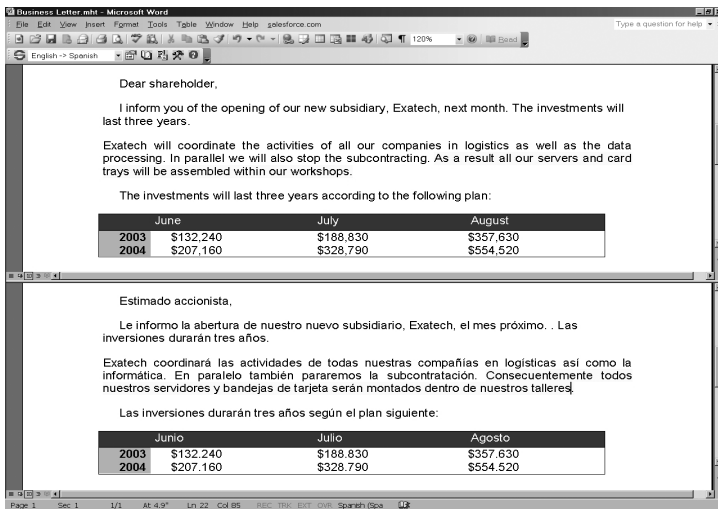 Business Letter.mht - Microsoft Word
File Edit View Insert Format Tools Table Window Help salesforce.com Type a question for help
120% Read
English -> Spanish
Dear shareholder,
I inform you of the opening of our new subsidiary, Exatech, next month. The investments will
last three years.
Exatech will coordinate the activities of all our companies in logistics as well as the data
processing. In parallel we will also stop the subcontracting. As a result all our servers and card
trays will be assembled within our workshops.
The investments will last three years according to the following plan:
June July August
2003 $132,240 $188,830 $357,630
2004 $207,160 $328,790 $554,520
Estimado accionista,
Le informo la abertura de nuestro nuevo subsidiario, Exatech, el mes próximo. . Las
inversiones durarán tres años.
Exatech coordinará las actividades de todas nuestras compañías en logísticas así como la
informática. En paralelo también pararemos la subcontratación. Consecuentemente todos
nuestros servidores y bandejas de tarjeta serán montados dentro de nuestros talleres.
Las inversiones durarán tres años según el plan siguiente:
Junio Julio Agosto
2003 $132.240 $188.830 $357.630
2004 $207.160 $328.790 $554.520
Page 1 Sec 1 1/1 At 4.9" Ln 22 Col 85 REC TRK EXT OVR Spanish (Spa